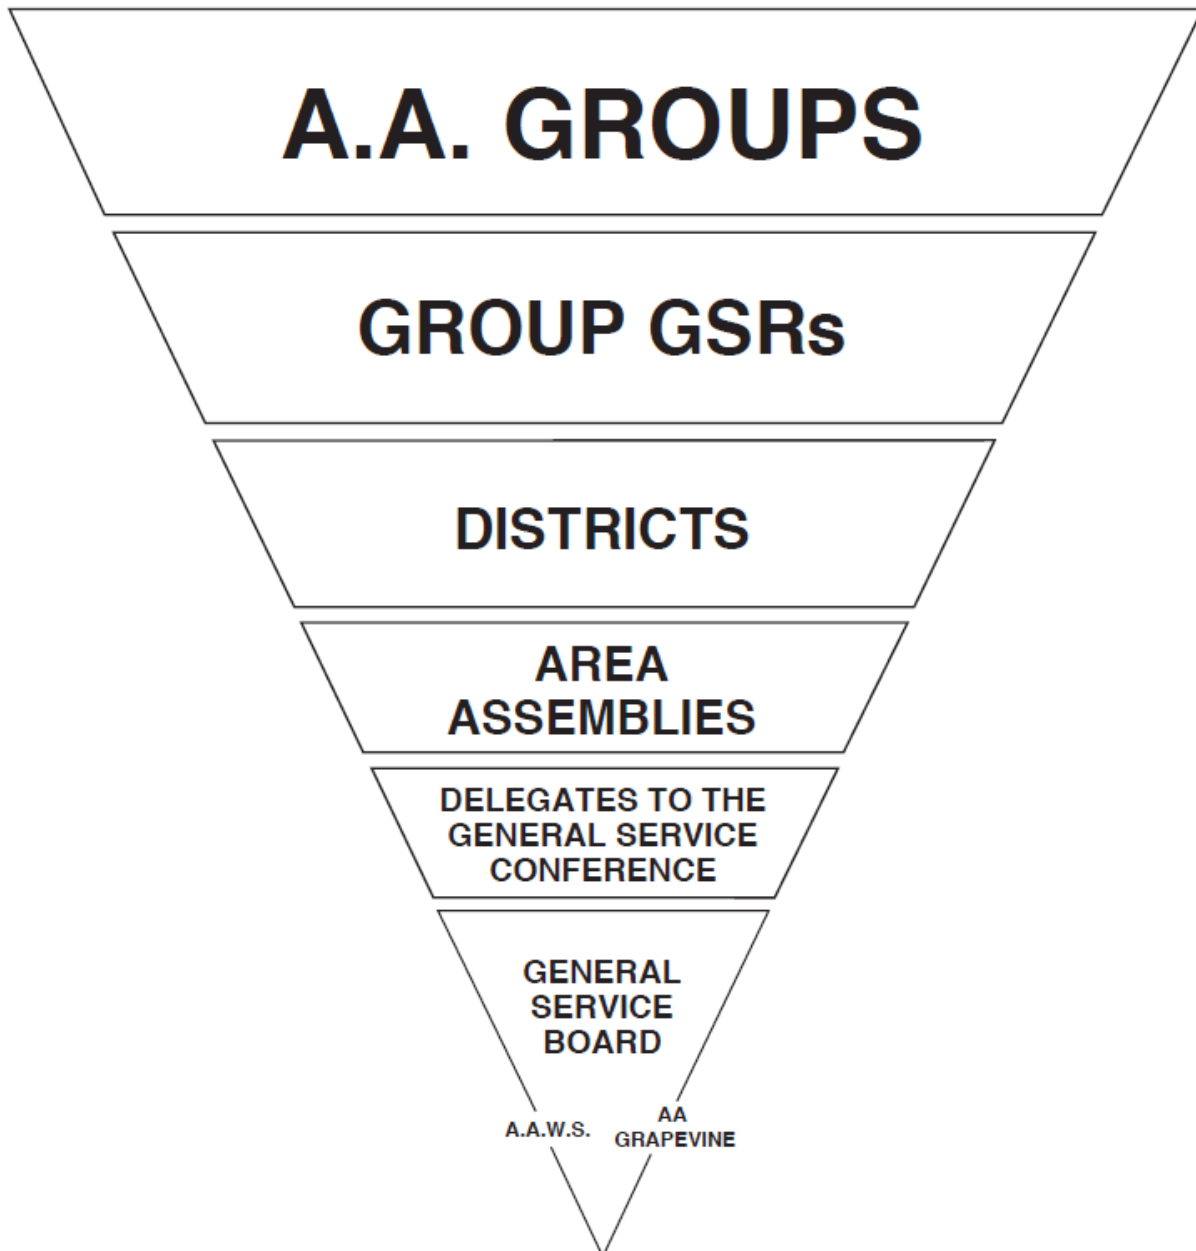 A.A. GROUPS
GROUP GSRs
DISTRICTS
AREA
ASSEMBLIES
DELEGATES TO THE
GENERAL SERVICE
CONFERENCE
GENERAL
SERVICE
BOARD
A.A.W.S.
AA
GRAPEVINE